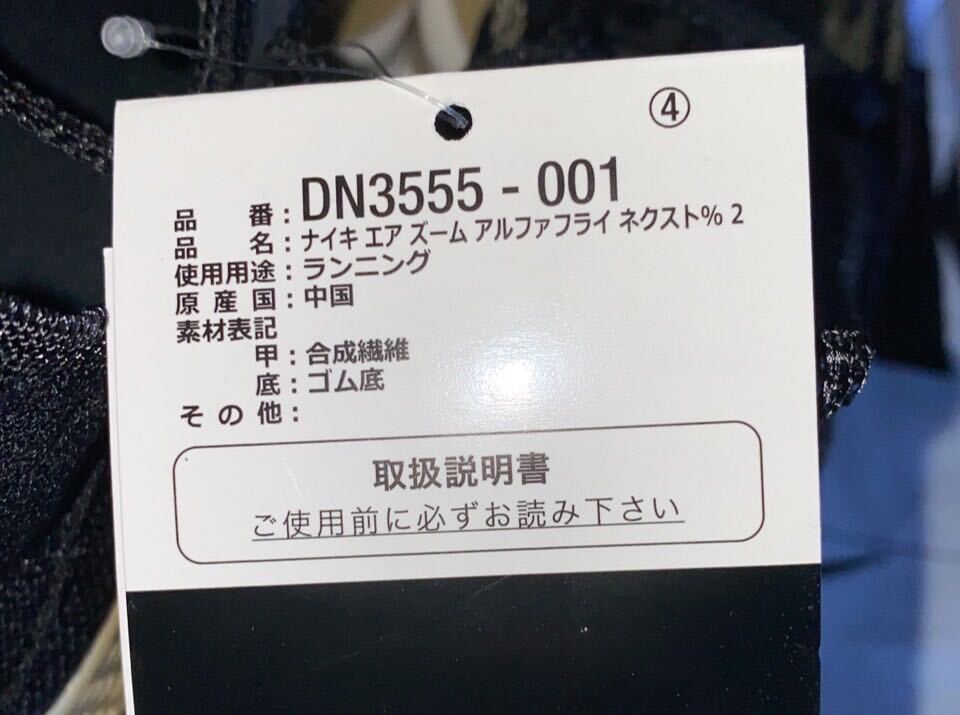 ④
品番:DN3555-001
品名:ナイキ エア ズーム アルファフライ ネクスト% 2
使用用途:ランニング
原産国:中国
素材表記
甲:合成繊維
底:ゴム底
その他:
取扱説明書
ご使用前に必ずお読み下さい